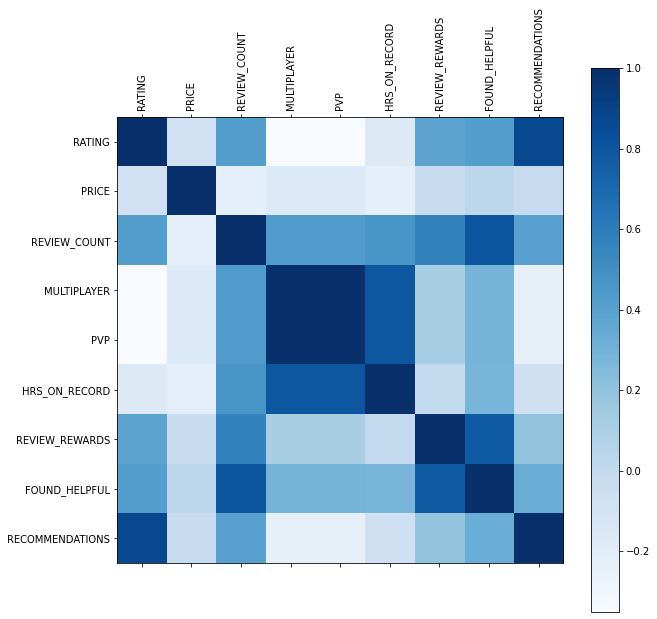 RATING
PRICE
REVIEW_COUNT
MULTIPLAYER
PVP
HRS_ON_RECORD
REVIEW_REWARDS
FOUND_HELPFUL
RECOMMENDATIONS
RATING
PRICE
REVIEW_COUNT
MULTIPLAYER
PVP
HRS_ON_RECORD
REVIEW_REWARDS
FOUND_HELPFUL
RECOMMENDATIONS
1.0
0.8
0.6
0.4
0.2
0.0
−0.2